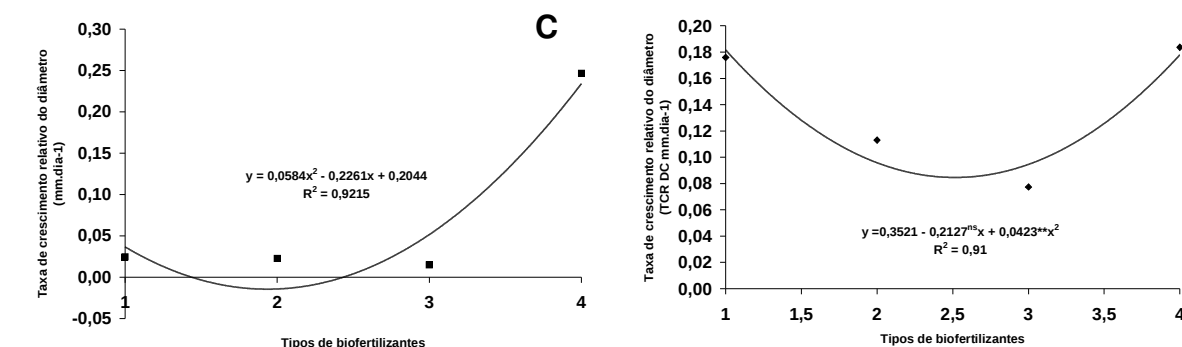 C
Taxa de crescimento relativo do diâmetro
(mm.dia-1)
0,30
0,25
0,20
0,15
0,10
0,05
0,00
-0,05
y = 0,0584x² - 0,2261x + 0,2044
R² = 0,9215
1 2 3 4
Tipos de biofertilizantes
Taxa de crescimento relativo do diâmetro
(TCR DC mm.dia-1)
0,20
0,18
0,16
0,14
0,12
0,10
0,08
0,06
0,04
0,02
0,00
y =0,3521 - 0,2127ⁿˢx + 0,0423**x²
R² = 0,91
1 1,5 2 2,5 3 3,5 4
Tipos de biofertilizantes